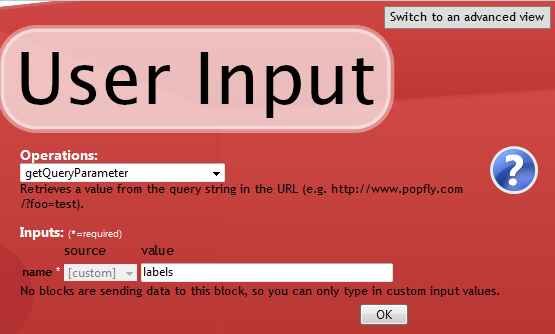 Switch to an advanced view
User Input
Operations:
getQueryParameter
Retrieves a value from the query string in the URL (e.g. http://www.popfly.com
/?foo=test).
Inputs: (*=required)
source value
name * [custom] labels
No blocks are sending data to this block, so you can only type in custom input values.
OK